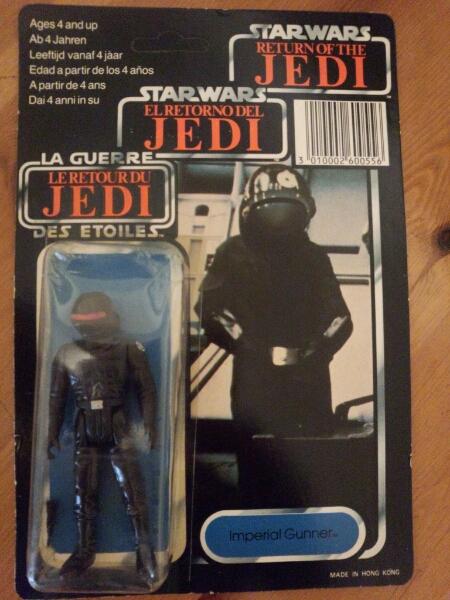 Ages 4 and up
Ab 4 Jahren
Leeftijd vanaf 4 jaar
Edad a partir de los 4 años
A partir de 4 ans
Dai 4 anni in su
STAR WARS
RETURN OF THE
JEDI
STAR WARS
EL RETORNO DEL
JEDI
3 010002 600556
LA GUERRE
LE RETOUR DU
JEDI
DES ETOILES
Imperial Gunner
MADE IN HONG KONG